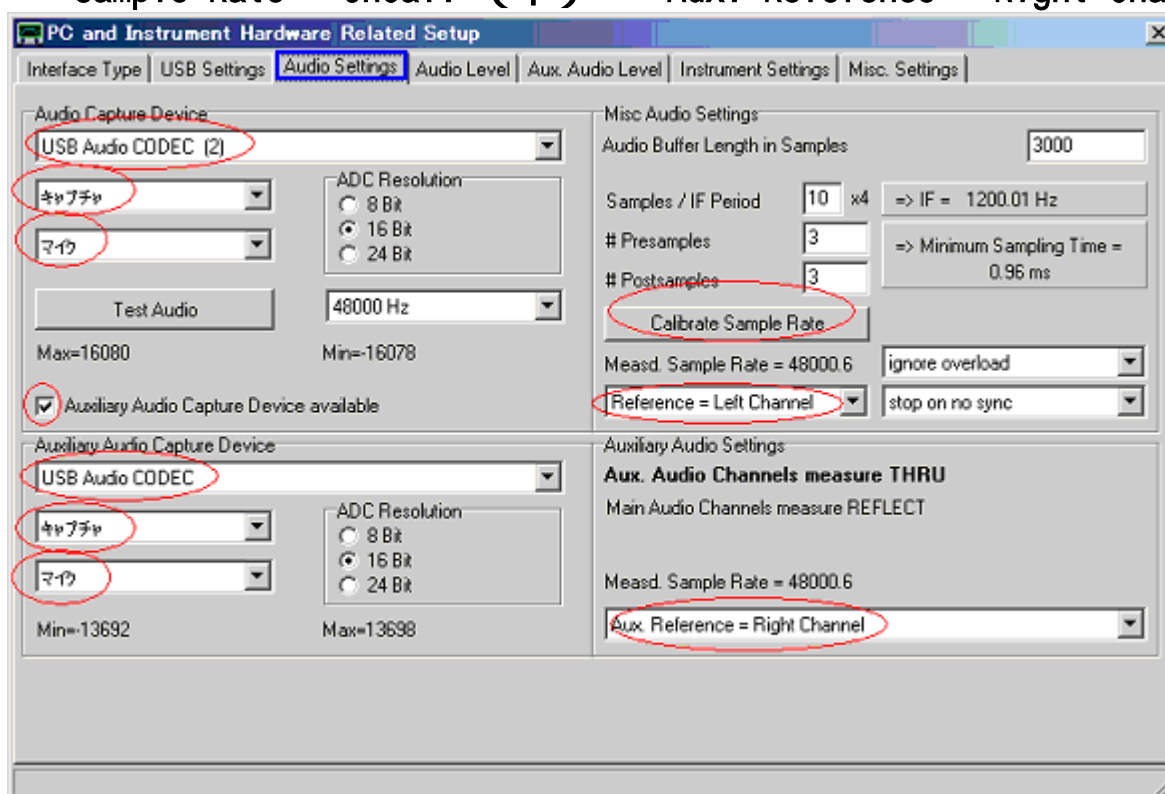 PC and Instrument Hardware Related Setup
Interface Type
USB Settings
Audio Settings
Audio Level
Aux. Audio Level
Instrument Settings
Misc. Settings
Audio Capture Device
USB Audio CODEC (2)
キャプチャ
マイク
ADC Resolution
8 Bit
16 Bit
24 Bit
Test Audio
48000 Hz
Max=16080
Min=-16078
Auxiliary Audio Capture Device available
Misc Audio Settings
Audio Buffer Length in Samples
3000
Samples / IF Period
10
x4
=> IF = 1200.01 Hz
# Presamples
3
=> Minimum Sampling Time =
0.96 ms
# Postsamples
3
Calibrate Sample Rate
Measd. Sample Rate = 48000.6
ignore overload
Reference = Left Channel
stop on no sync
Auxiliary Audio Capture Device
USB Audio CODEC
キャプチャ
マイク
ADC Resolution
8 Bit
16 Bit
24 Bit
Min=-13692
Max=13698
Auxiliary Audio Settings
Aux. Audio Channels measure THRU
Main Audio Channels measure REFLECT
Measd. Sample Rate = 48000.6
Aux. Reference = Right Channel